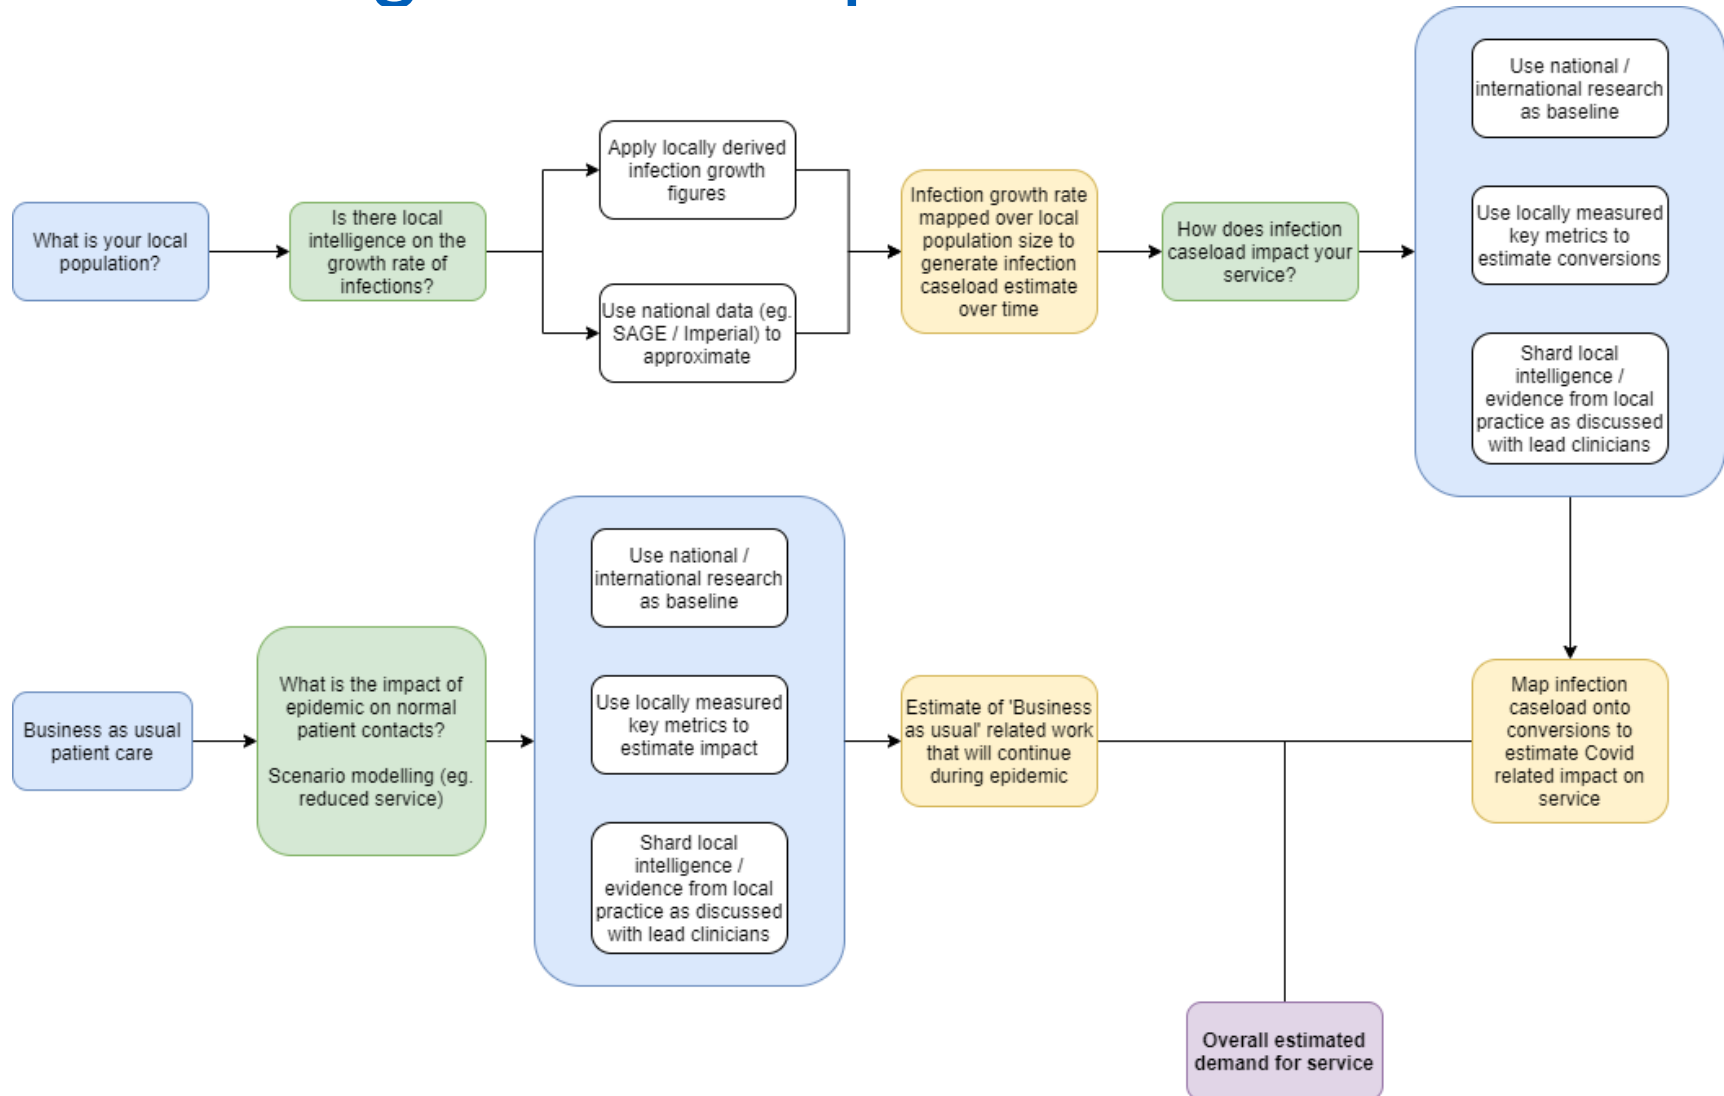 What is your local
population?
Is there local
intelligence on the
growth rate of
infections?
Apply locally derived
infection growth
figures
Use national data (eg.
SAGE / Imperial) to
approximate
Infection growth rate
mapped over local
population size to
generate infection
caseload estimate
over time
How does infection
caseload impact your
service?
Use national /
international research
as baseline
Use locally measured
key metrics to
estimate conversions
Shard local
intelligence /
evidence from local
practice as discussed
with lead clinicians
Business as usual
patient care
What is the impact of
epidemic on normal
patient contacts?
Scenario modelling (eg.
reduced service)
Use national /
international research
as baseline
Use locally measured
key metrics to
estimate impact
Shard local
intelligence /
evidence from local
practice as discussed
with lead clinicians
Estimate of 'Business
as usual' related work
that will continue
during epidemic
Map infection
caseload onto
conversions to
estimate Covid
related impact on
service
Overall estimated
demand for service